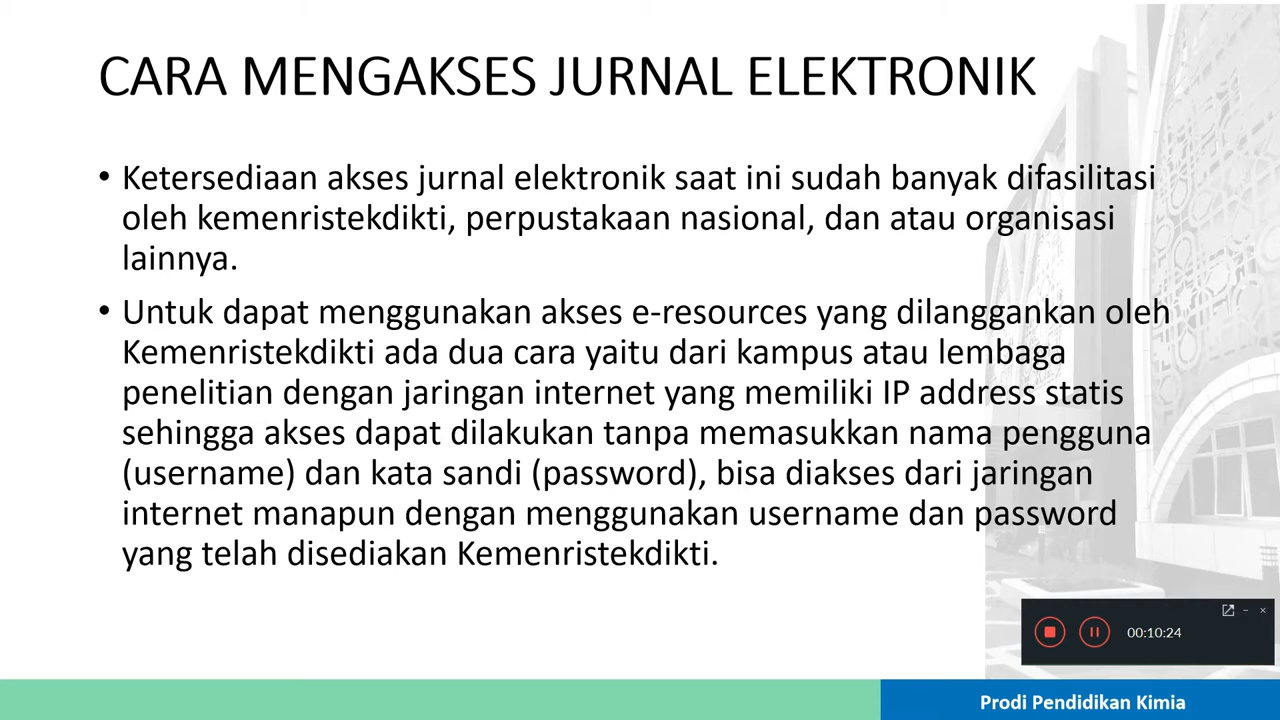 CARA MENGAKSES JURNAL ELEKTRONIK
• Ketersediaan akses jurnal elektronik saat ini sudah banyak difasilitasi
oleh kemenristekdikti, perpustakaan nasional, dan atau organisasi
lainnya.
• Untuk dapat menggunakan akses e-resources yang dilanggankan oleh
Kemenristekdikti ada dua cara yaitu dari kampus atau lembaga
penelitian dengan jaringan internet yang memiliki IP address statis
sehingga akses dapat dilakukan tanpa memasukkan nama pengguna
(username) dan kata sandi (password), bisa diakses dari jaringan
internet manapun dengan menggunakan username dan password
yang telah disediakan Kemenristekdikti.
00:10:24
Prodi Pendidikan Kimia